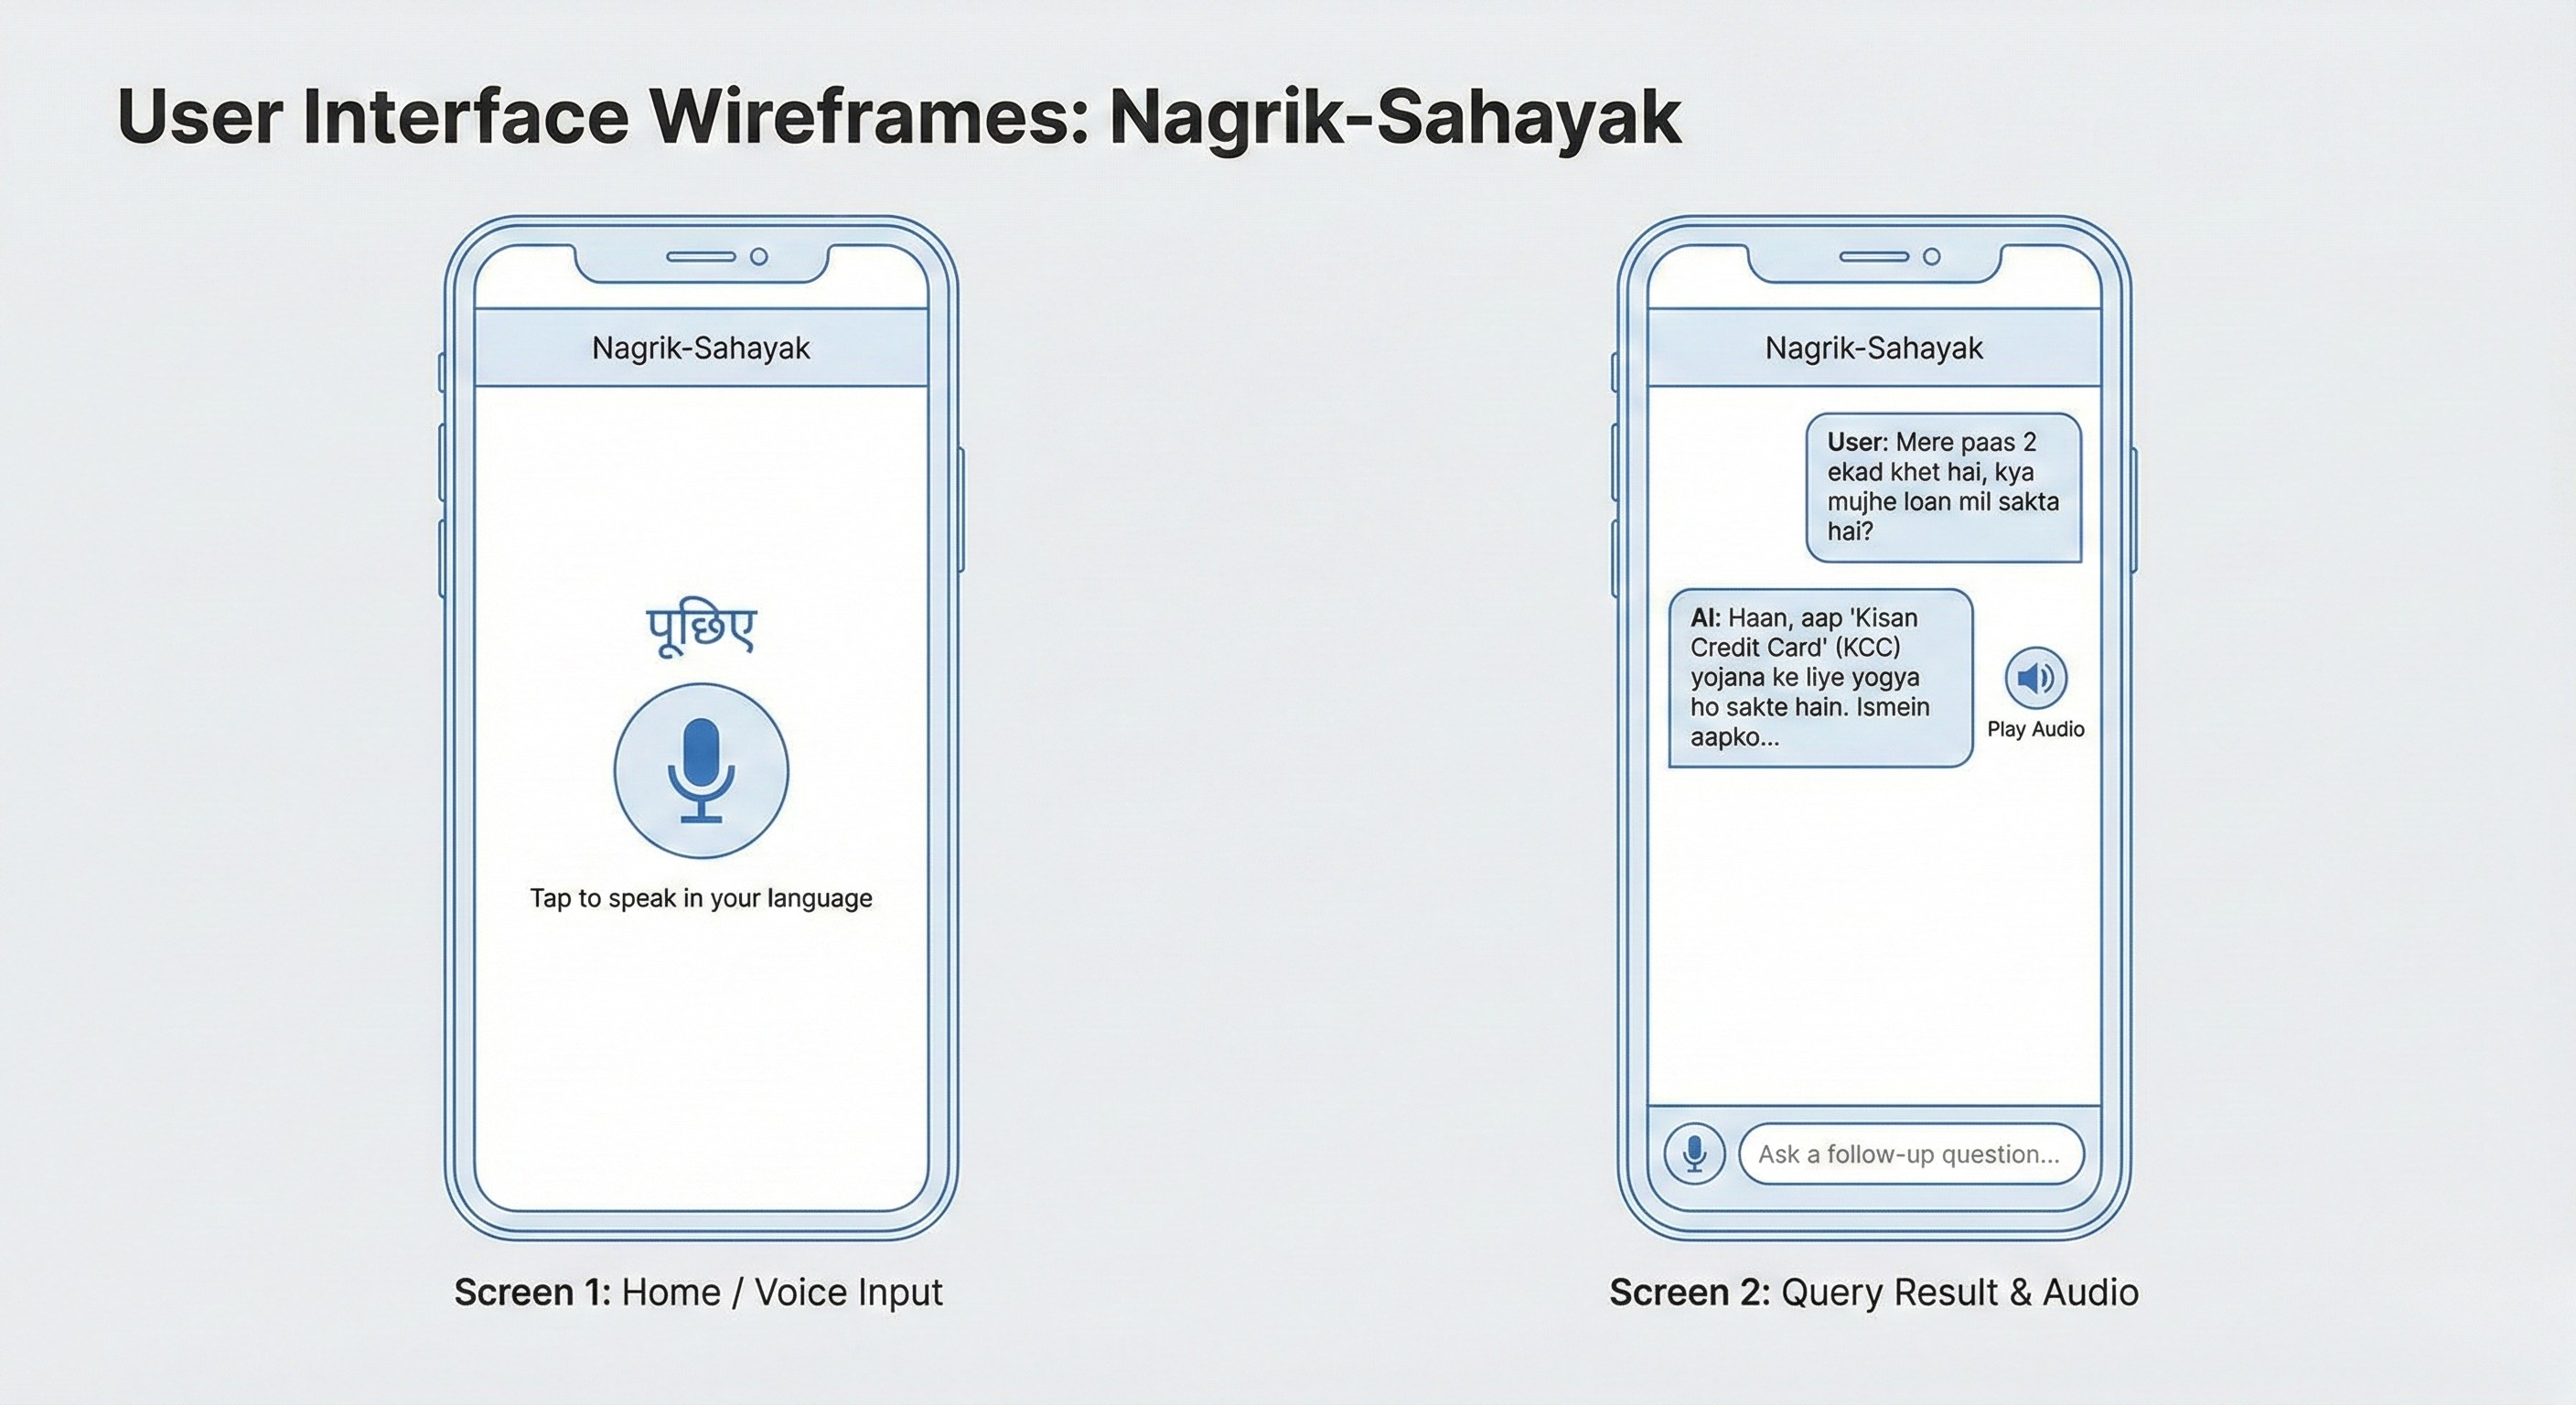 User Interface Wireframes: Nagrik-Sahayak
Nagrik-Sahayak
पूछिए
Tap to speak in your language
Screen 1: Home / Voice Input
Nagrik-Sahayak
User: Mere paas 2
ekad khet hai, kya
mujhe loan mil sakta
hai?
AI: Haan, aap 'Kisan
Credit Card' (KCC)
yojana ke liye yogya
ho sakte hain. Ismein
aapko...
Play Audio
Ask a follow-up question...
Screen 2: Query Result & Audio